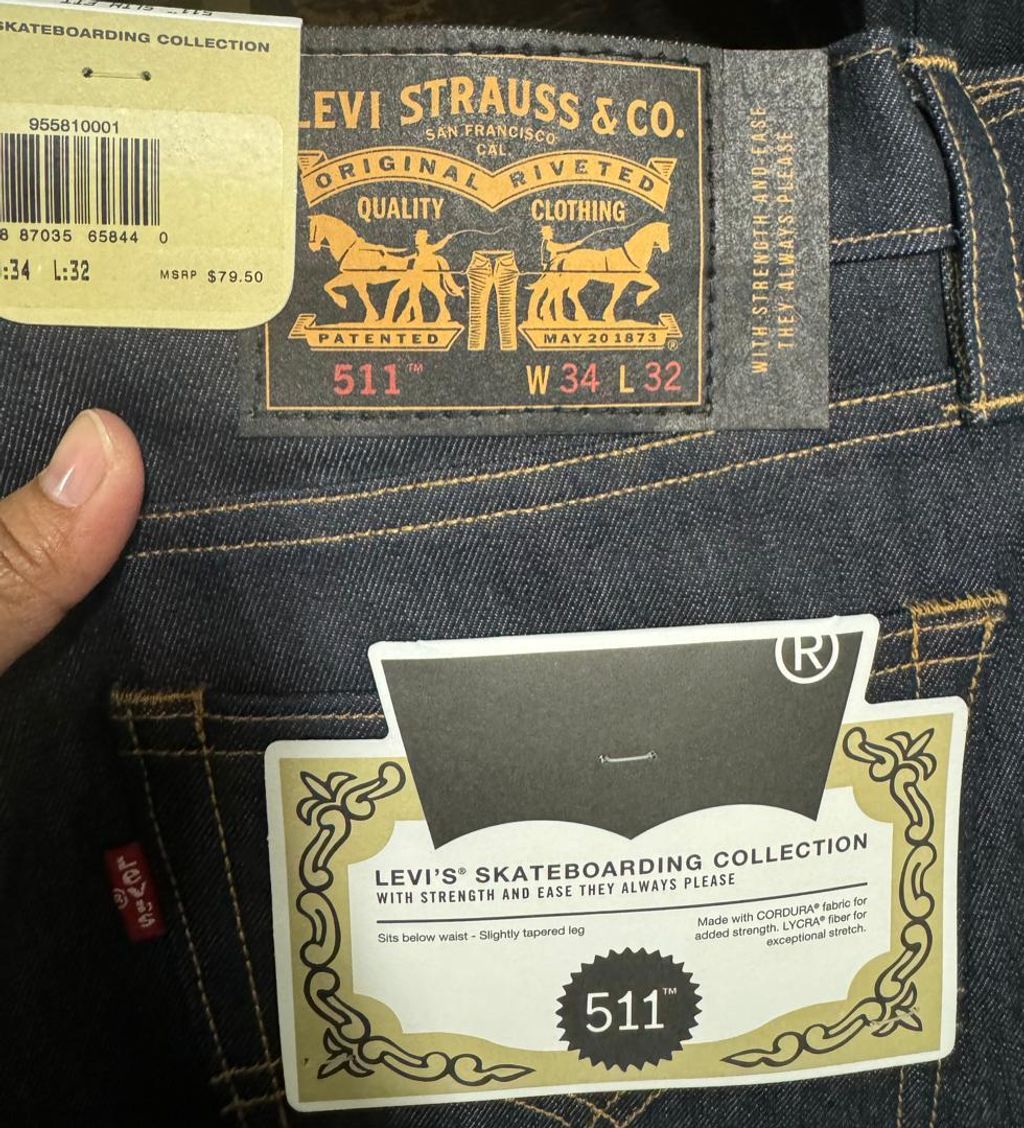 511™ SLIM FIT
SKATEBOARDING COLLECTION
955810001
8 87035 65844 0
:34 L:32
MSRP $79.50
LEVI STRAUSS & CO.
SAN FRANCISCO
CAL.
ORIGINAL RIVETED
QUALITY CLOTHING
PATENTED MAY 20 1873 ®
511™ W 34 L 32
WITH STRENGTH AND EASE
THEY ALWAYS PLEASE
®
LEVI'S® SKATEBOARDING COLLECTION
WITH STRENGTH AND EASE THEY ALWAYS PLEASE
Sits below waist - Slightly tapered leg
Made with CORDURA® fabric for
added strength. LYCRA® fiber for
exceptional stretch.
511™
Levi's®